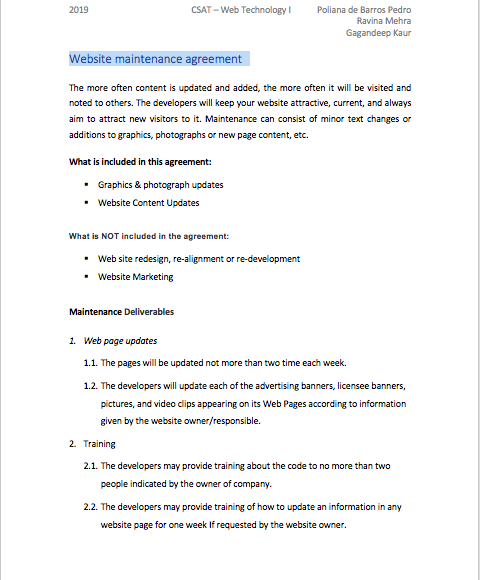 2019 CSAT – Web Technology I Poliana de Barros Pedro
Ravina Mehra
Gagandeep Kaur
Website maintenance agreement
The more often content is updated and added, the more often it will be visited and
noted to others. The developers will keep your website attractive, current, and always
aim to attract new visitors to it. Maintenance can consist of minor text changes or
additions to graphics, photographs or new page content, etc.
What is included in this agreement:
▪ Graphics & photograph updates
▪ Website Content Updates
What is NOT included in the agreement:
▪ Web site redesign, re-alignment or re-development
▪ Website Marketing
Maintenance Deliverables
1. Web page updates
1.1. The pages will be updated not more than two time each week.
1.2. The developers will update each of the advertising banners, licensee banners,
pictures, and video clips appearing on its Web Pages according to information
given by the website owner/responsible.
2. Training
2.1. The developers may provide training about the code to no more than two
people indicated by the owner of company.
2.2. The developers may provide training of how to update an information in any
website page for one week If requested by the website owner.